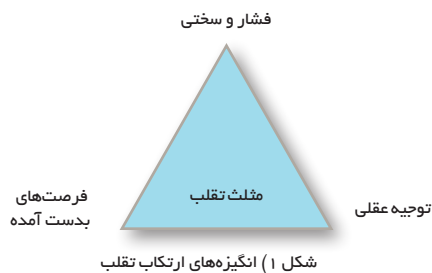 فشار و سختی
مثلث تقلب
توجیه عقلی
فرصت‌های
بدست آمده
شکل ۱) انگیزه‌های ارتکاب تقلب